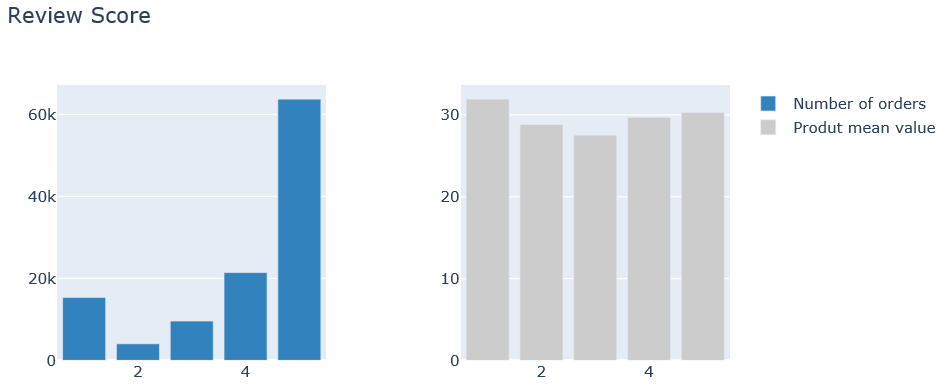 Review Score
60k
40k
20k
0
2
4
30
20
10
0
2
4
Number of orders
Produt mean value